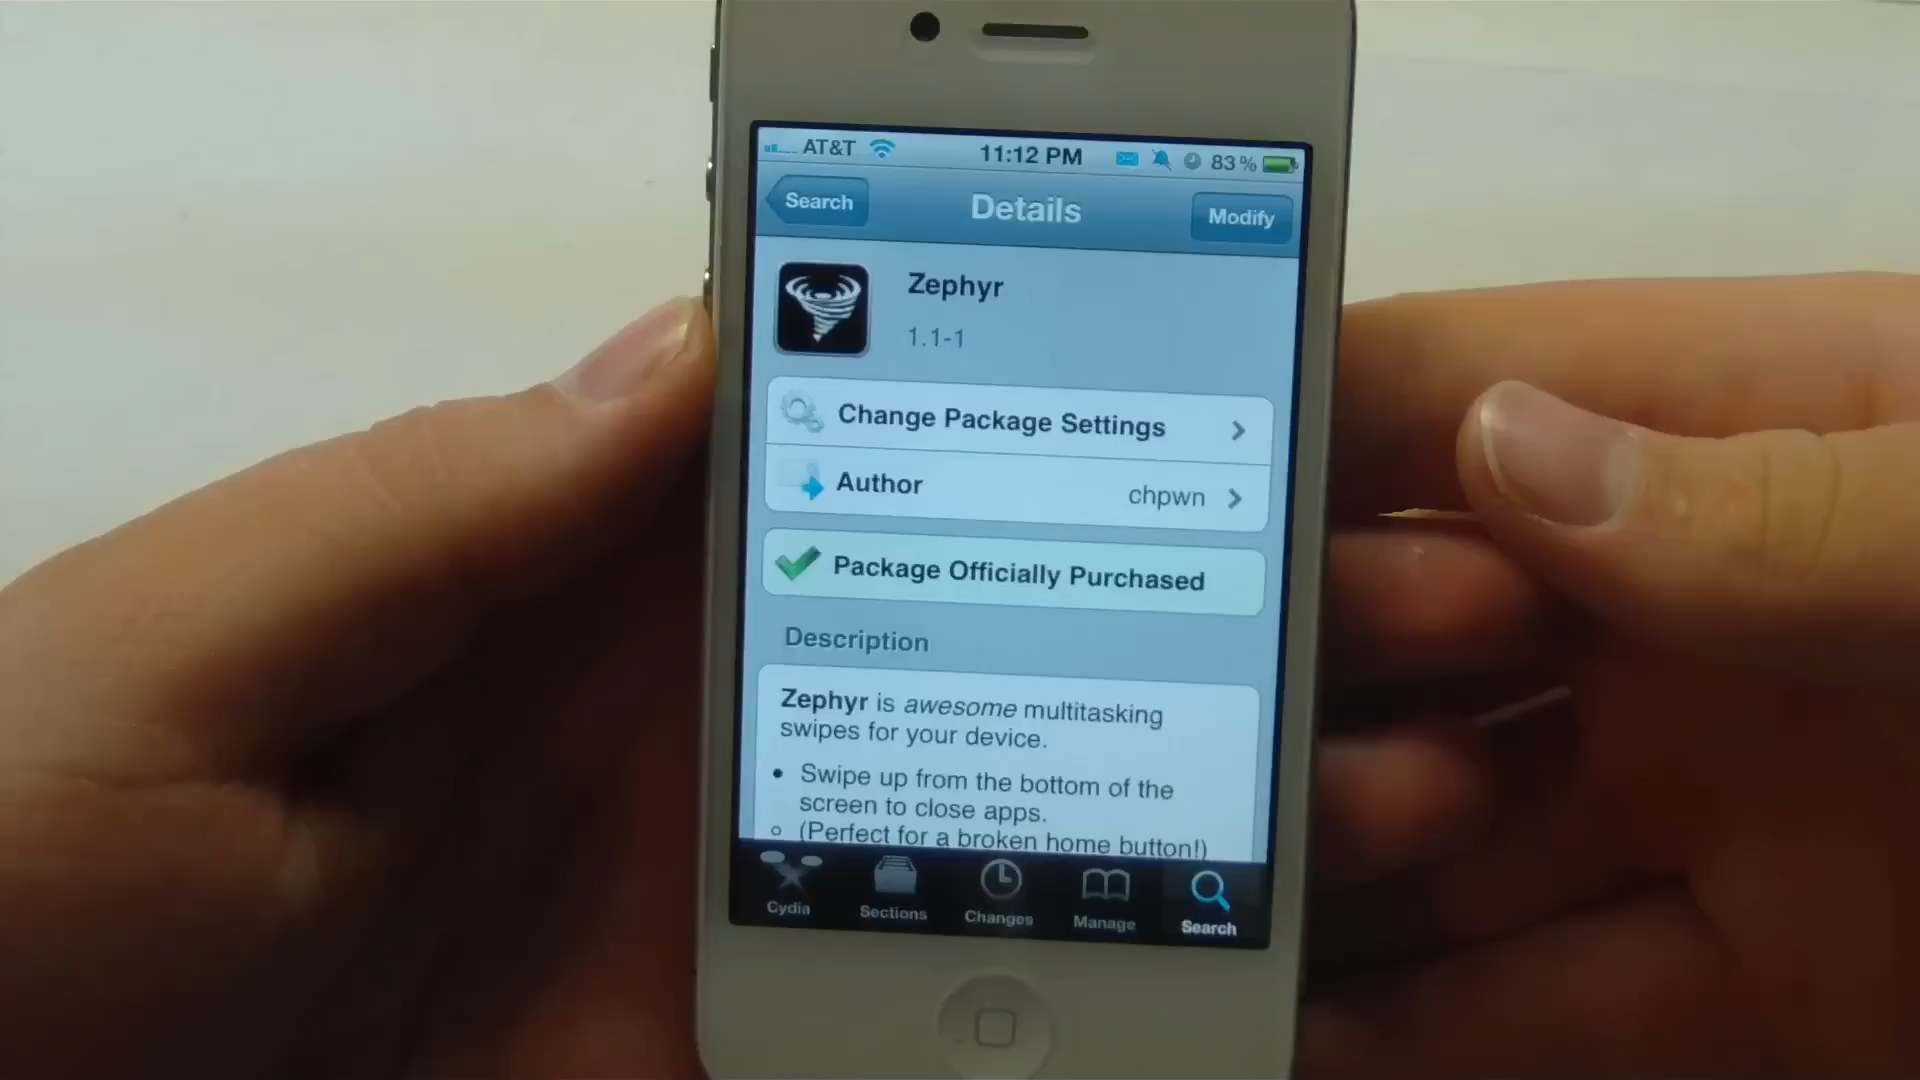 AT&T 11:12 PM 83%
Search Details Modify
Zephyr
1.1-1
Change Package Settings
Author chpwn
Package Officially Purchased
Description
Zephyr is awesome multitasking
swipes for your device.
• Swipe up from the bottom of the
screen to close apps.
○ (Perfect for a broken home button!)
Cydia Sections Changes Manage Search